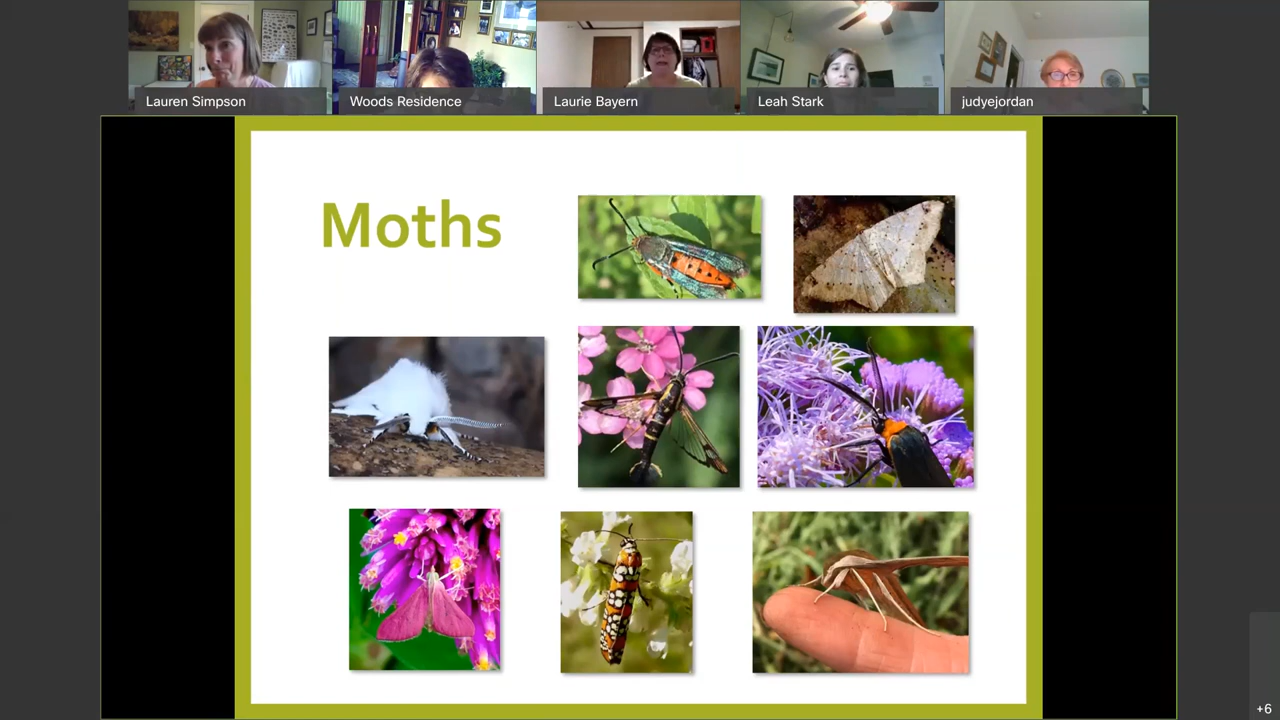 Lauren Simpson
Woods Residence
Laurie Bayern
Leah Stark
judyejordan
Moths
+6